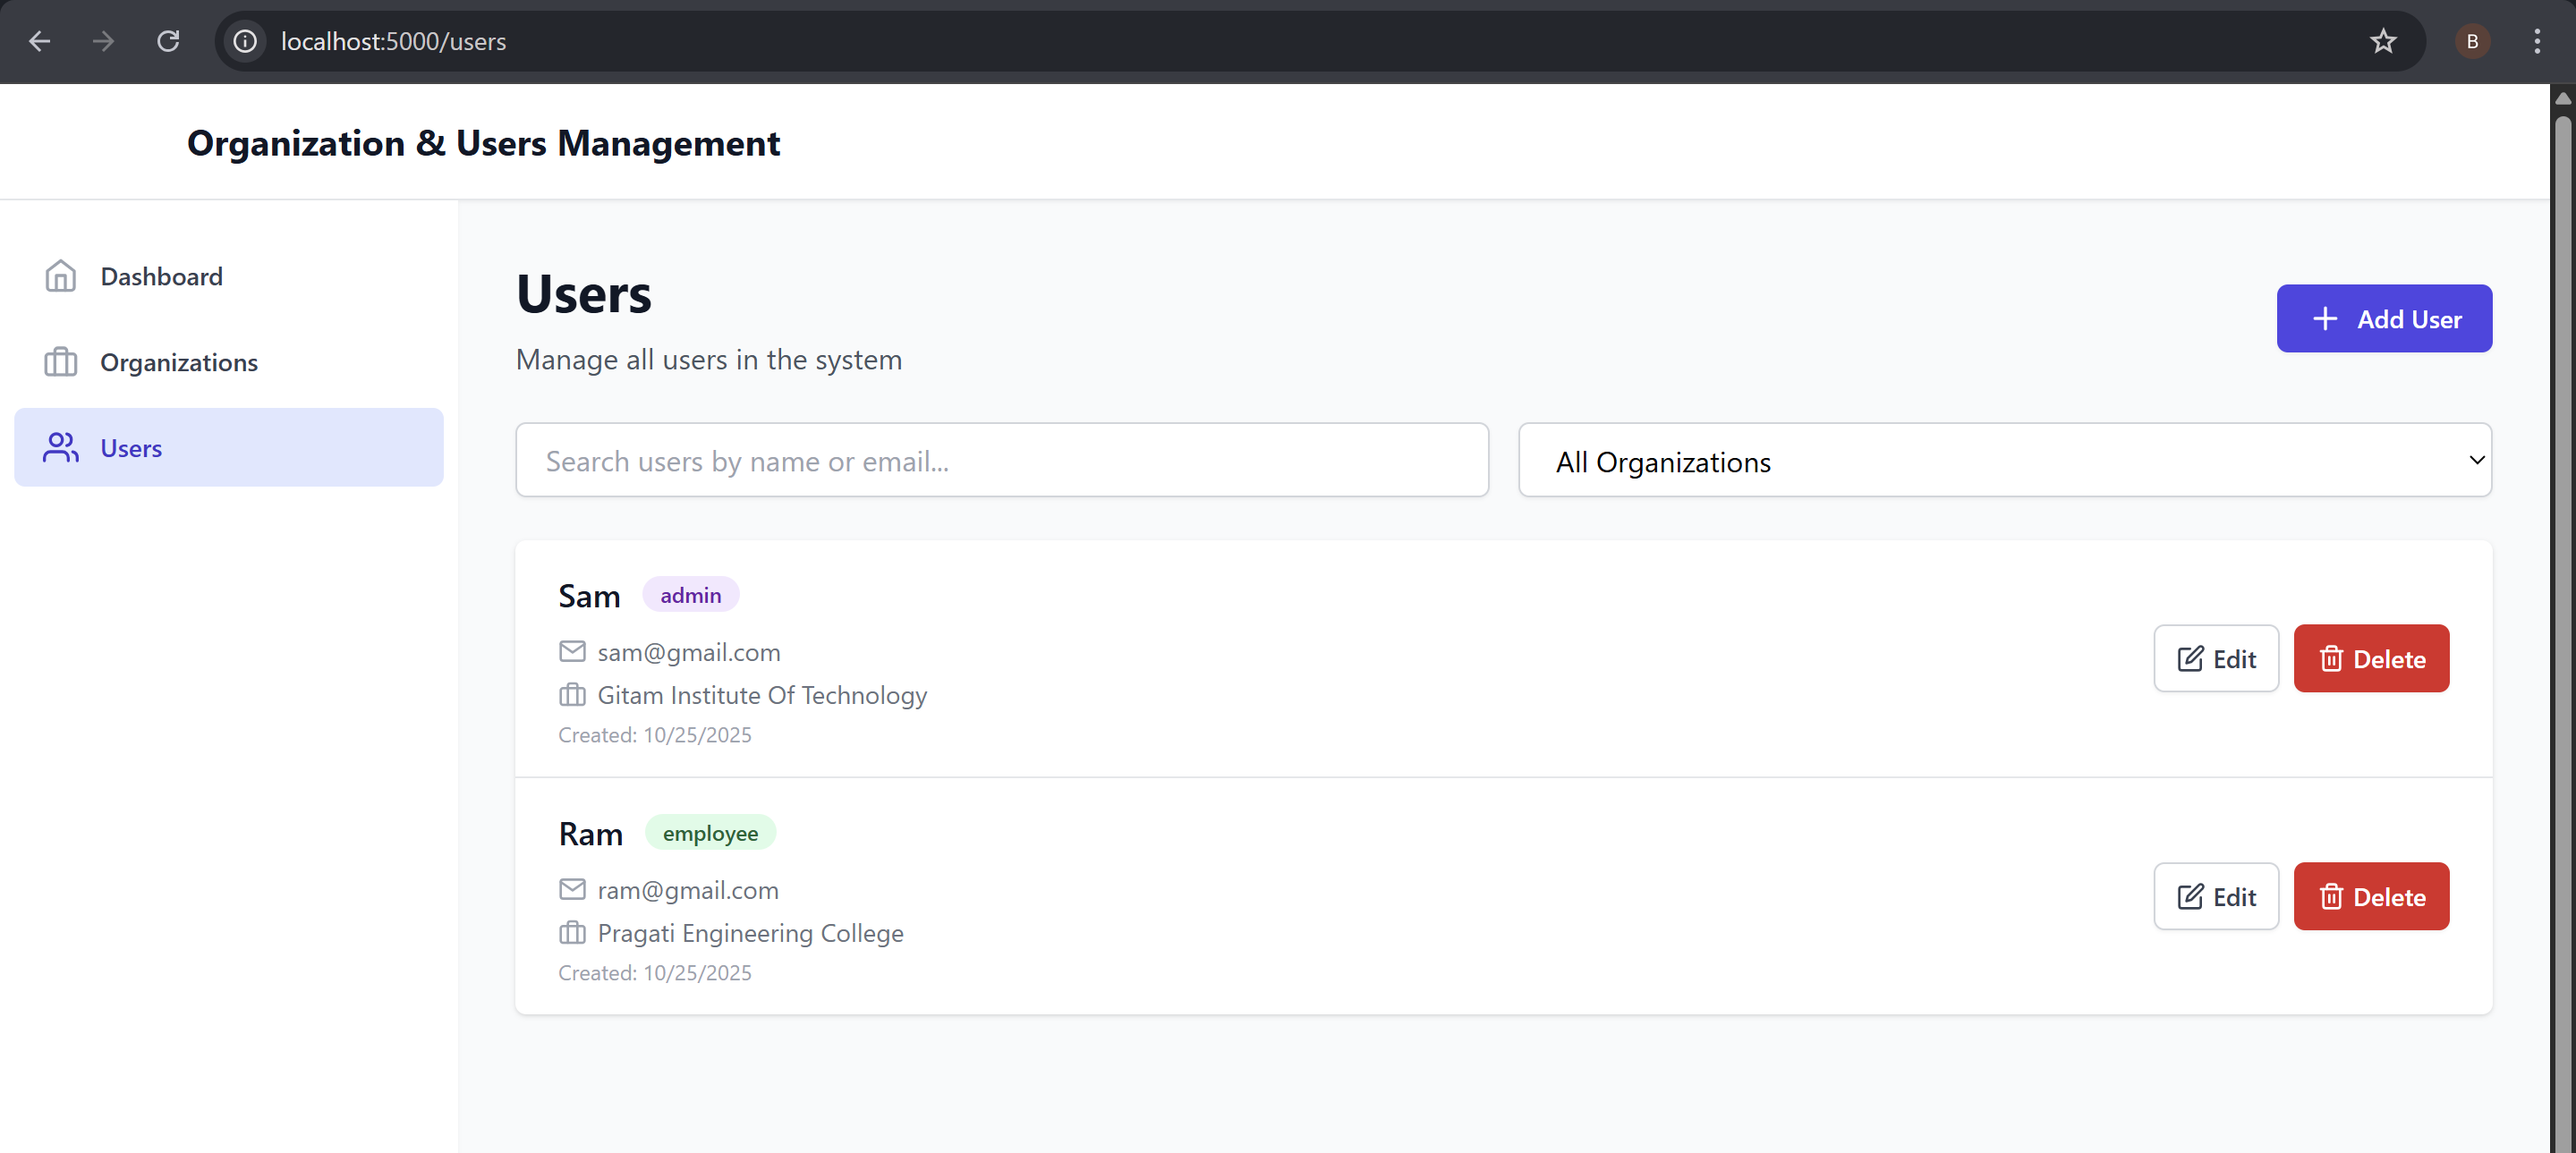 localhost:5000/users
B
Organization & Users Management
Dashboard
Organizations
Users
Users
Manage all users in the system
Add User
Search users by name or email...
All Organizations
Sam admin
sam@gmail.com
Gitam Institute Of Technology
Created: 10/25/2025
Edit Delete
Ram employee
ram@gmail.com
Pragati Engineering College
Created: 10/25/2025
Edit Delete